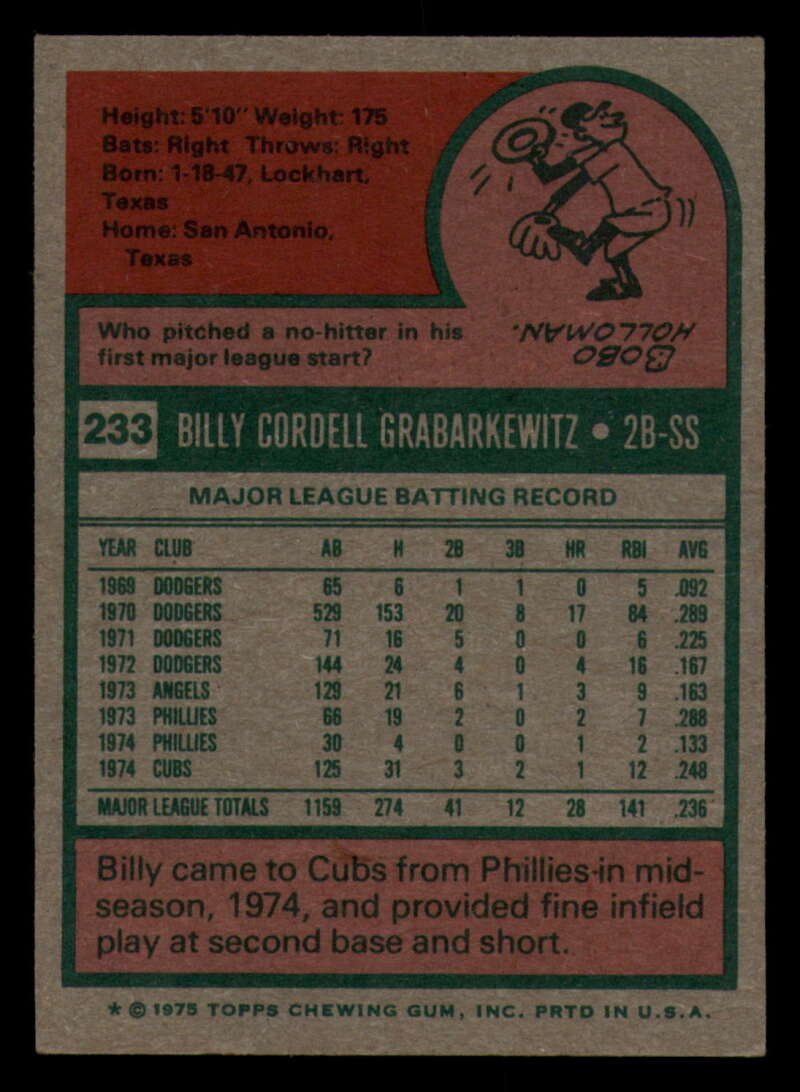 Height: 5'10" Weight: 175
Bats: Right Throws: Right
Born: 1-18-47, Lockhart,
Texas
Home: San Antonio,
Texas
Who pitched a no-hitter in his
first major league start?
BOBO
HOLLOMAN.
233 BILLY CORDELL GRABARKEWITZ • 2B-SS
MAJOR LEAGUE BATTING RECORD
YEAR CLUB AB H 2B 3B HR RBI AVG
1969 DODGERS 65 6 1 1 0 5 .092
1970 DODGERS 529 153 20 8 17 84 .289
1971 DODGERS 71 16 5 0 0 6 .225
1972 DODGERS 144 24 4 0 4 16 .167
1973 ANGELS 129 21 6 1 3 9 .163
1973 PHILLIES 66 19 2 0 2 7 .288
1974 PHILLIES 30 4 0 0 1 2 .133
1974 CUBS 125 31 3 2 1 12 .248
MAJOR LEAGUE TOTALS 1159 274 41 12 28 141 .236
Billy came to Cubs from Phillies in mid-
season, 1974, and provided fine infield
play at second base and short.
* © 1975 TOPPS CHEWING GUM, INC. PRTD IN U.S.A.